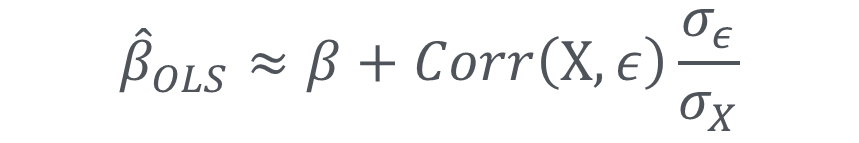 β̂_OLS ≈ β + Corr(X, ϵ) σ_ϵ / σ_X